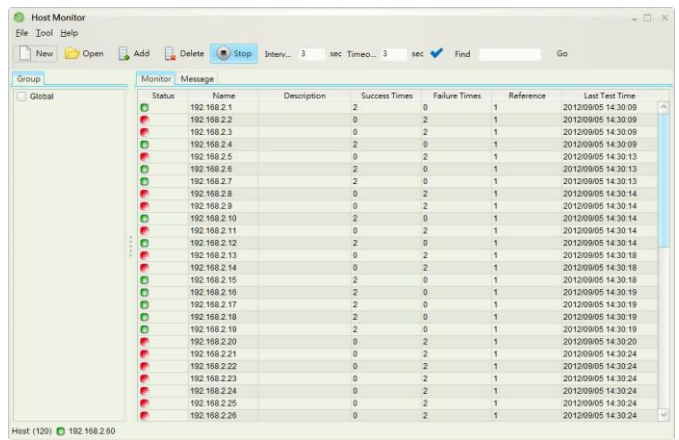 Host Monitor
File Tool Help
New Open Add Delete Stop Interv... 3 sec Timeo... 3 sec Find Go
Group Monitor Message
Global
Status Name Description Success Times Failure Times Reference Last Test Time
192.168.2.1 2 0 1 2012/09/05 14:30:09
192.168.2.2 0 2 1 2012/09/05 14:30:09
192.168.2.3 0 2 1 2012/09/05 14:30:09
192.168.2.4 2 0 1 2012/09/05 14:30:09
192.168.2.5 0 2 1 2012/09/05 14:30:13
192.168.2.6 2 0 1 2012/09/05 14:30:13
192.168.2.7 2 0 1 2012/09/05 14:30:13
192.168.2.8 0 2 1 2012/09/05 14:30:14
192.168.2.9 0 2 1 2012/09/05 14:30:14
192.168.2.10 2 0 1 2012/09/05 14:30:14
192.168.2.11 0 2 1 2012/09/05 14:30:14
192.168.2.12 2 0 1 2012/09/05 14:30:14
192.168.2.13 0 2 1 2012/09/05 14:30:18
192.168.2.14 0 2 1 2012/09/05 14:30:18
192.168.2.15 2 0 1 2012/09/05 14:30:18
192.168.2.16 2 0 1 2012/09/05 14:30:19
192.168.2.17 2 0 1 2012/09/05 14:30:19
192.168.2.18 2 0 1 2012/09/05 14:30:19
192.168.2.19 2 0 1 2012/09/05 14:30:19
192.168.2.20 0 2 1 2012/09/05 14:30:20
192.168.2.21 0 2 1 2012/09/05 14:30:24
192.168.2.22 0 2 1 2012/09/05 14:30:24
192.168.2.23 0 2 1 2012/09/05 14:30:24
192.168.2.24 0 2 1 2012/09/05 14:30:24
192.168.2.25 0 2 1 2012/09/05 14:30:24
192.168.2.26 0 2 1 2012/09/05 14:30:24
Host: (120) 192.168.2.60